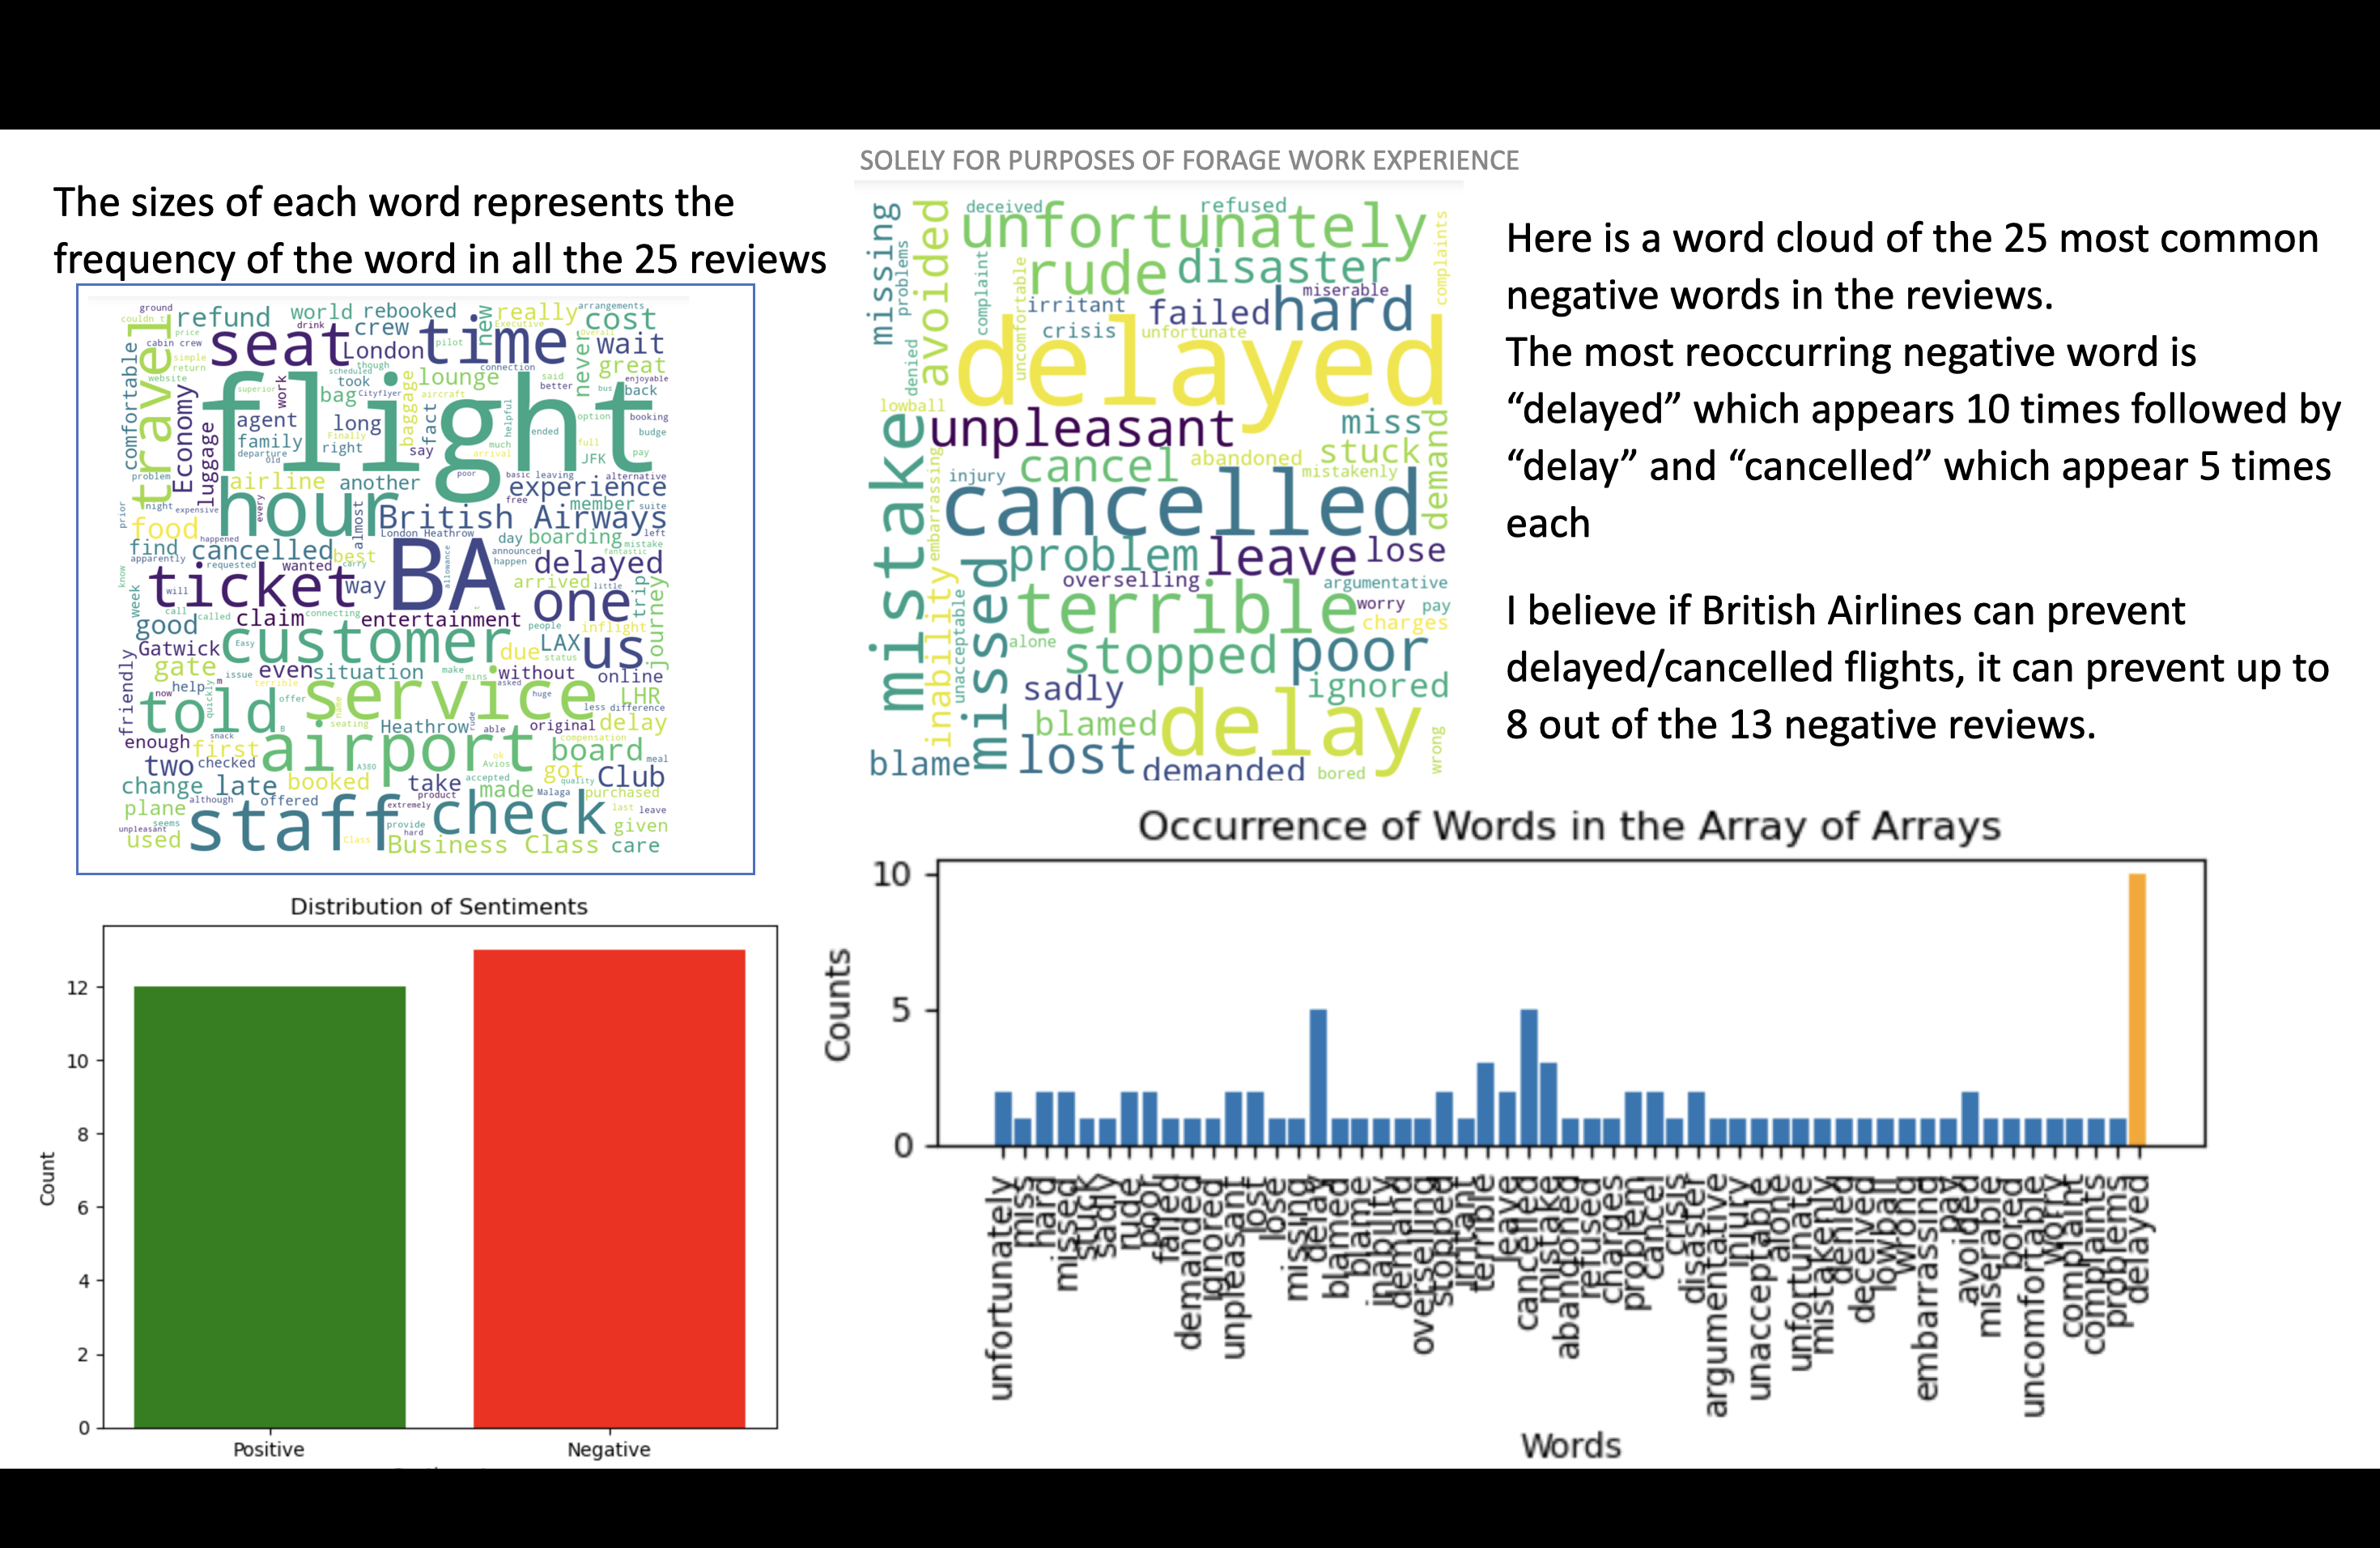 SOLELY FOR PURPOSES OF FORAGE WORK EXPERIENCE
The sizes of each word represents the
frequency of the word in all the 25 reviews
ground
refund
world
rebooked
new
really
arrangements
Executive
cost
couldn t
price
drink
crew
seat
London
time
pilot
wait
never
great
cabin crew
simple
return
website
travel
comfortable
though
scheduled
took
connection
lounge
said
better
enjoyable
back
bus
superior
work
bag
Cityflyer
baggage
aircraft
flight
helpful
option
booking
Economy
luggage
agent
long
fact
family
Finally
right
say
much
arrival
ended
full
budge
departure
Old
JFK
pay
problem
airline
another
poor
basic leaving
alternative
experience
free
night
expensive
every
hour
almost
British Airways
member
suite
prior
food
London Heathrow
day
boarding
left
find
happened
cancelled
best
carry
announced
mistake
fantastic
apparently
requested
wanted
happen
delayed
know
ticket
way
BA
allowance
arrived
little
one
trip
week
will
call
called
connecting
good
claim
entertainment
people
inflight
journey
Gatwick
customer
Easy
due
status
LAX
us
gate
issue
even
situation
make
mins
without
asked
online
friendly
help
now
m
quickly
terrible
offer
service
huge
LHR
less difference
told
B
name
seating
Heathrow
rude
able
original
delay
enough
snack
first
airport
compensation
ok
Avios
board
meal
two
checked
A380
got
Club
change
late
booked
take
product
accepted
made
quality
Malaga
purchased
plane
although
offered
extremely
last
leave
seems
unpleasant
used
staff
Class
provide
hard
check
given
Business Class
care
missing
problems
avoided
deceived
refused
unfortunately
complaints
complaint
uncomfortable
rude
disaster
irritant
failed
miserable
hard
crisis
unfortunate
denied
delayed
lowball
unpleasant
miss
mistake
embarrassing
injury
cancel
abandoned
stuck
mistakenly
demand
cancelled
missed
problem
leave
lose
overselling
argumentative
inability
unacceptable
terrible
worry
pay
charges
alone
stopped
poor
sadly
ignored
blamed
delay
wrong
blame
lost
demanded
bored
Here is a word cloud of the 25 most common
negative words in the reviews.
The most reoccurring negative word is
“delayed” which appears 10 times followed by
“delay” and “cancelled” which appear 5 times
each
I believe if British Airlines can prevent
delayed/cancelled flights, it can prevent up to
8 out of the 13 negative reviews.
Distribution of Sentiments
Count
12
10
8
6
4
2
0
Positive
Negative
Occurrence of Words in the Array of Arrays
Counts
10
5
0
unfortunately
miss
hard
missed
stuck
sadly
rude
poor
failed
demanded
ignored
unpleasant
lost
lose
missing
delay
blamed
blame
inability
demand
overselling
stopped
irritant
terrible
leave
cancelled
mistake
abandoned
refused
charges
problem
cancel
crisis
disaster
argumentative
injury
unacceptable
alone
unfortunate
mistakenly
denied
deceived
lowball
wrong
embarrassing
pay
avoided
miserable
bored
uncomfortable
worry
complaint
complaints
problems
delayed
Words